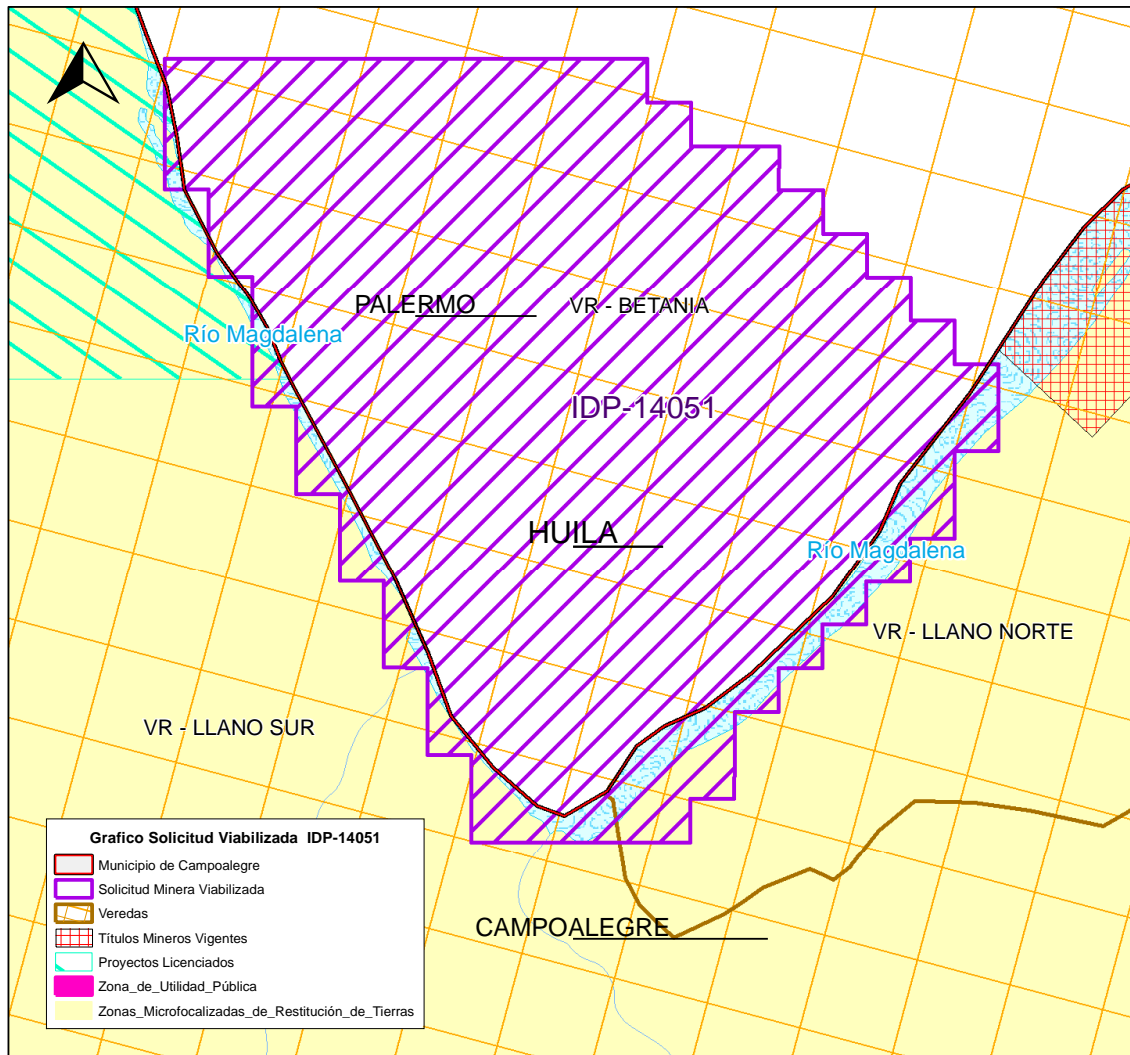 PALERMO
VR - BETANIA
Río Magdalena
IDP-14051
HUILA
Río Magdalena
VR - LLANO NORTE
VR - LLANO SUR
CAMPOALEGRE
Grafico Solicitud Viabilizada IDP-14051
Municipio de Campoalegre
Solicitud Minera Viabilizada
Veredas
Títulos Mineros Vigentes
Proyectos Licenciados
Zona_de_Utilidad_Pública
Zonas_Microfocalizadas_de_Restitución_de_Tierras